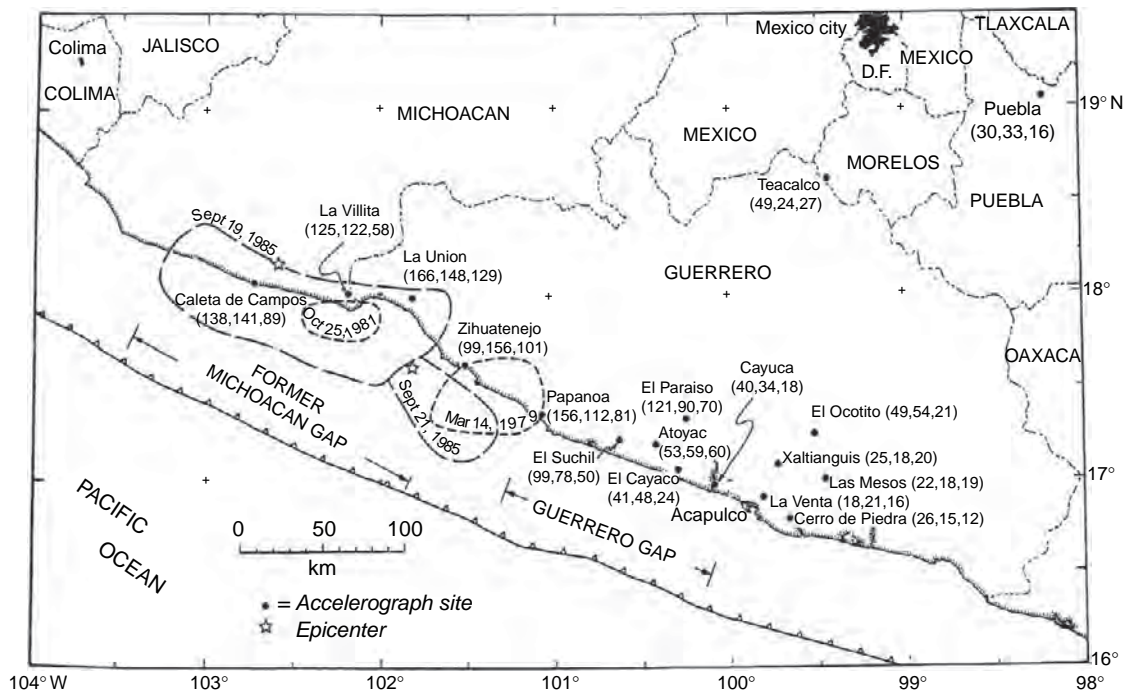 Colima
JALISCO
COLIMA
MICHOACAN
Mexico city
D.F.
MEXICO
TLAXCALA
Puebla
(30,33,16)
19°N
MEXICO
MORELOS
Teacalco
(49,24,27)
PUEBLA
Sept 19, 1985
La Villita
(125,122,58)
La Union
(166,148,129)
GUERRERO
18°
Caleta de Campos
(138,141,89)
Oct 25, 1981
Zihuatenejo
(99,156,101)
OAXACA
FORMER
MICHOACAN GAP
Sept 21, 1985
Mar 14, 1979
Papanoa
(156,112,81)
El Paraiso
(121,90,70)
Cayuca
(40,34,18)
Atoyac
(53,59,60)
El Ocotito (49,54,21)
Xaltianguis (25,18,20)
El Suchil
(99,78,50)
El Cayaco
(41,48,24)
Las Mesos (22,18,19)
La Venta (18,21,16)
Acapulco
Cerro de Piedra (26,15,12)
17°
PACIFIC
OCEAN
GUERRERO GAP
0 50 100
km
= Accelerograph site
Epicenter
16°
104°W 103° 102° 101° 100° 99° 98°